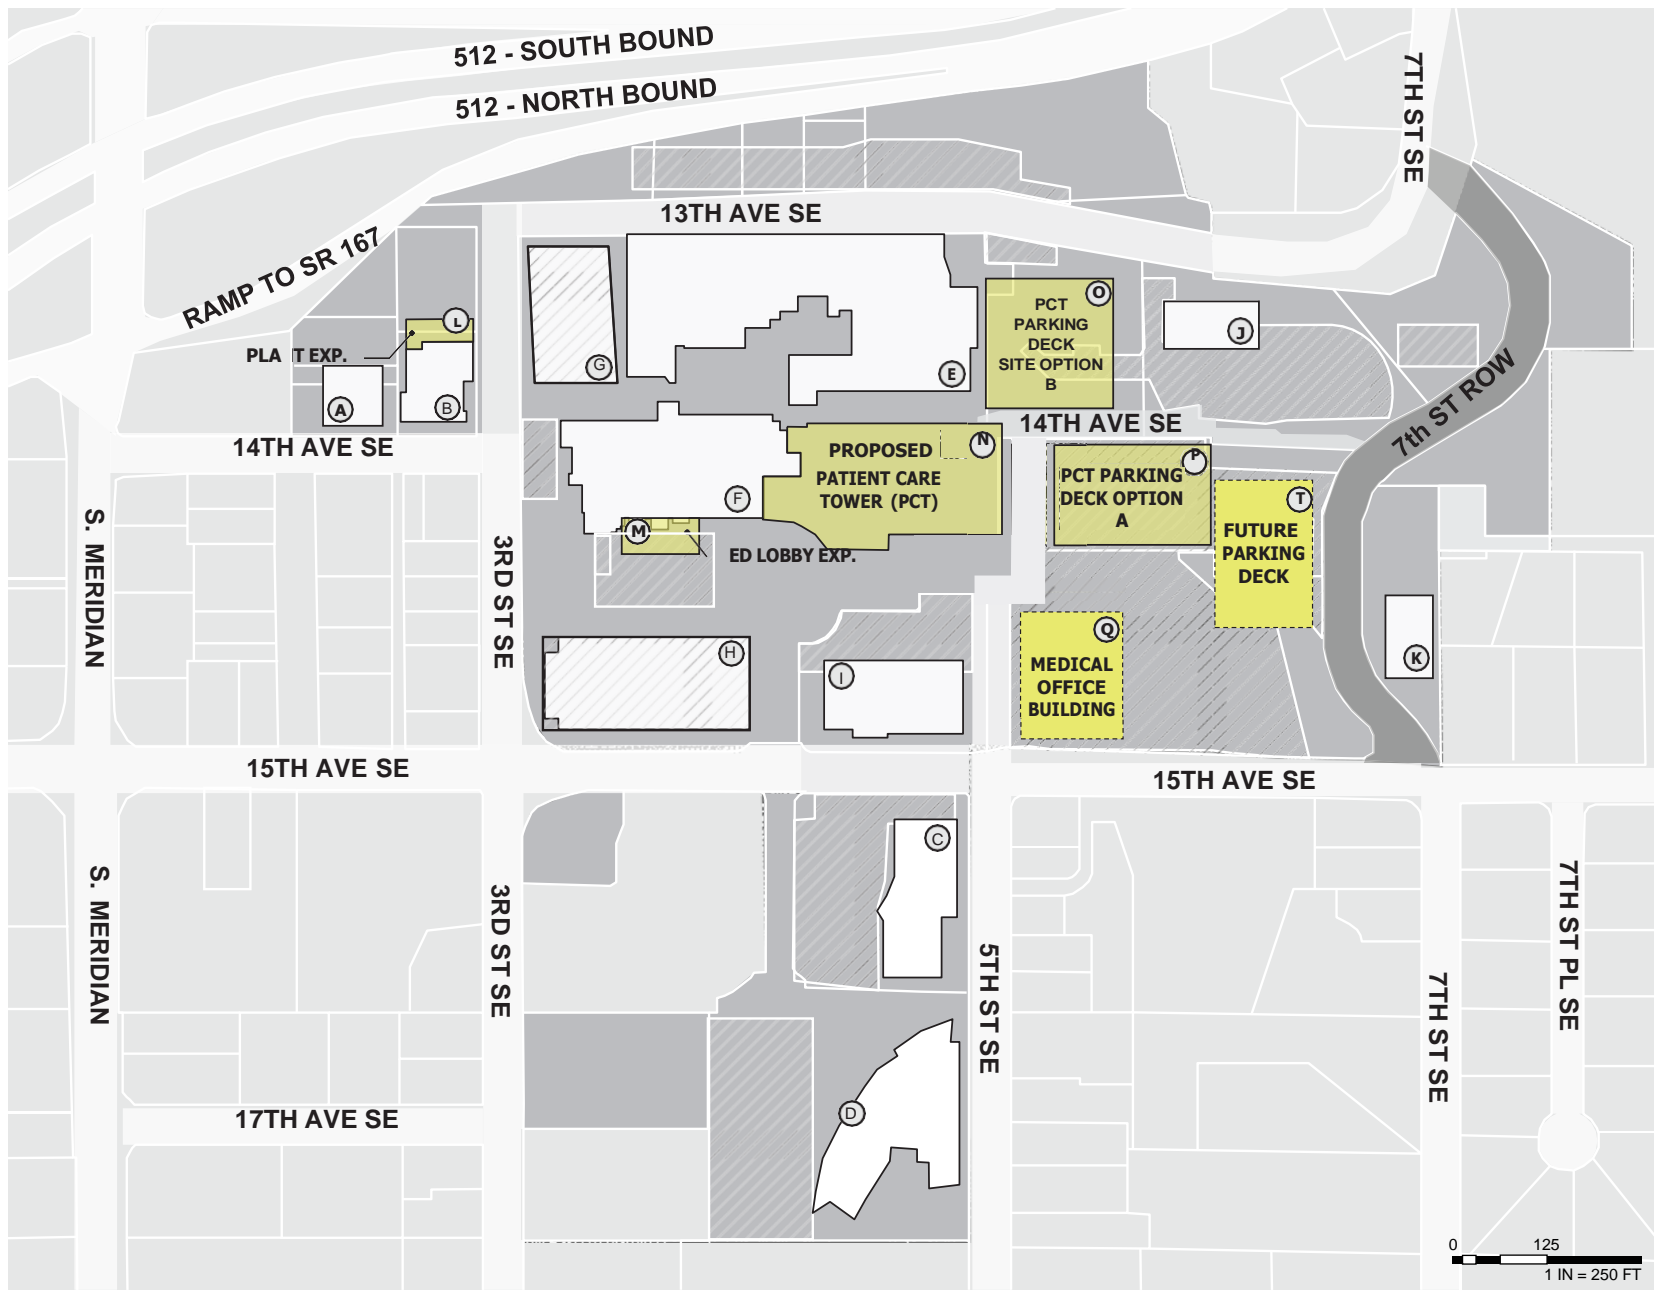 512 - SOUTH BOUND
512 - NORTH BOUND
7TH ST SE
13TH AVE SE
RAMP TO SR 167
L
PLA IT EXP.
A
B
G
E
O
PCT
PARKING
DECK
SITE OPTION
B
J
14TH AVE SE
14TH AVE SE
7th ST ROW
PROPOSED
PATIENT CARE
TOWER (PCT)
N
F
M
ED LOBBY EXP.
P
PCT PARKING
DECK OPTION
A
T
FUTURE
PARKING
DECK
S. MERIDIAN
3RD ST SE
H
I
Q
MEDICAL
OFFICE
BUILDING
K
15TH AVE SE
15TH AVE SE
C
S. MERIDIAN
3RD ST SE
5TH ST SE
7TH ST SE
7TH ST PL SE
17TH AVE SE
D
0 125
1 IN = 250 FT